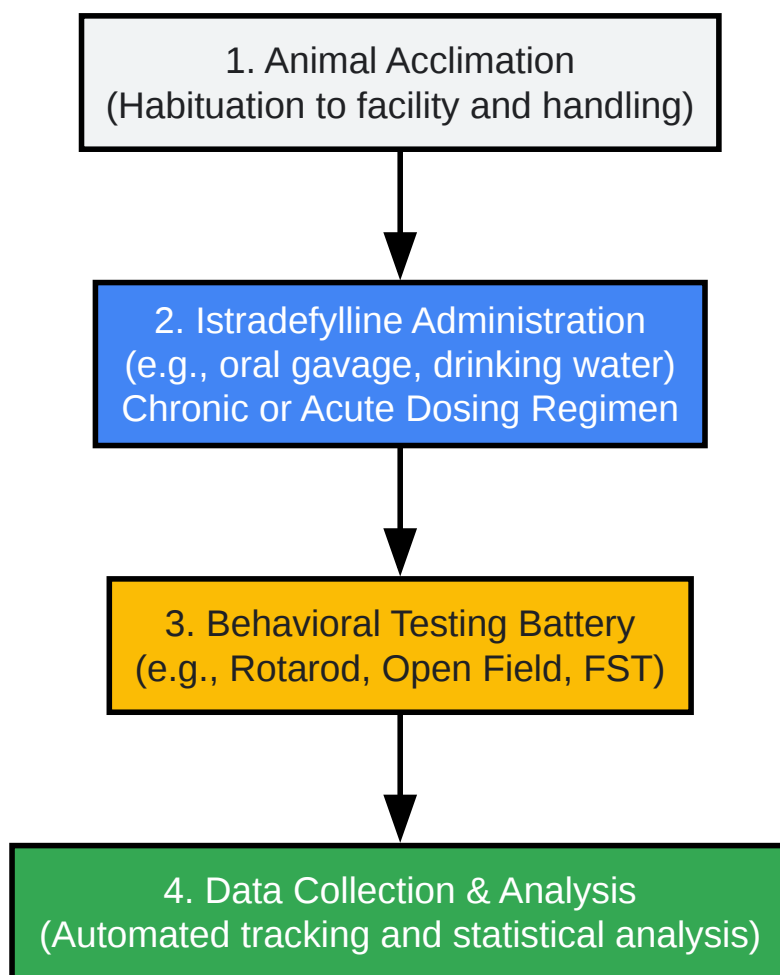 1. Animal Acclimation
(Habituation to facility and handling)
2. Istradefylline Administration
(e.g., oral gavage, drinking water)
Chronic or Acute Dosing Regimen
3. Behavioral Testing Battery
(e.g., Rotarod, Open Field, FST)
4. Data Collection & Analysis
(Automated tracking and statistical analysis)